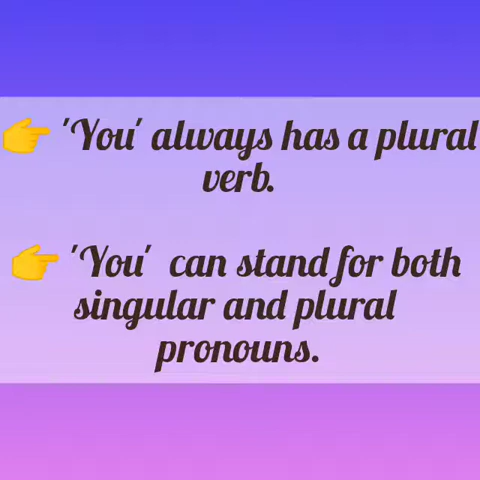 👉 'You' always has a plural
verb.
👉 'You' can stand for both
singular and plural
pronouns.